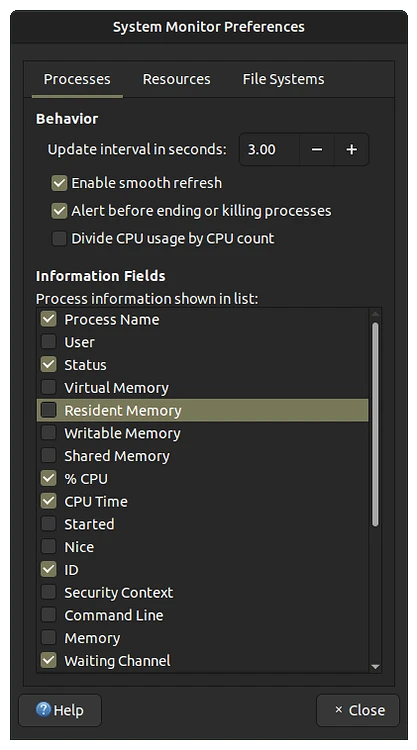 System Monitor Preferences
Processes Resources File Systems
Behavior
Update interval in seconds: 3.00 − +
Enable smooth refresh
Alert before ending or killing processes
Divide CPU usage by CPU count
Information Fields
Process information shown in list:
Process Name
User
Status
Virtual Memory
Resident Memory
Writable Memory
Shared Memory
% CPU
CPU Time
Started
Nice
ID
Security Context
Command Line
Memory
Waiting Channel
? Help × Close